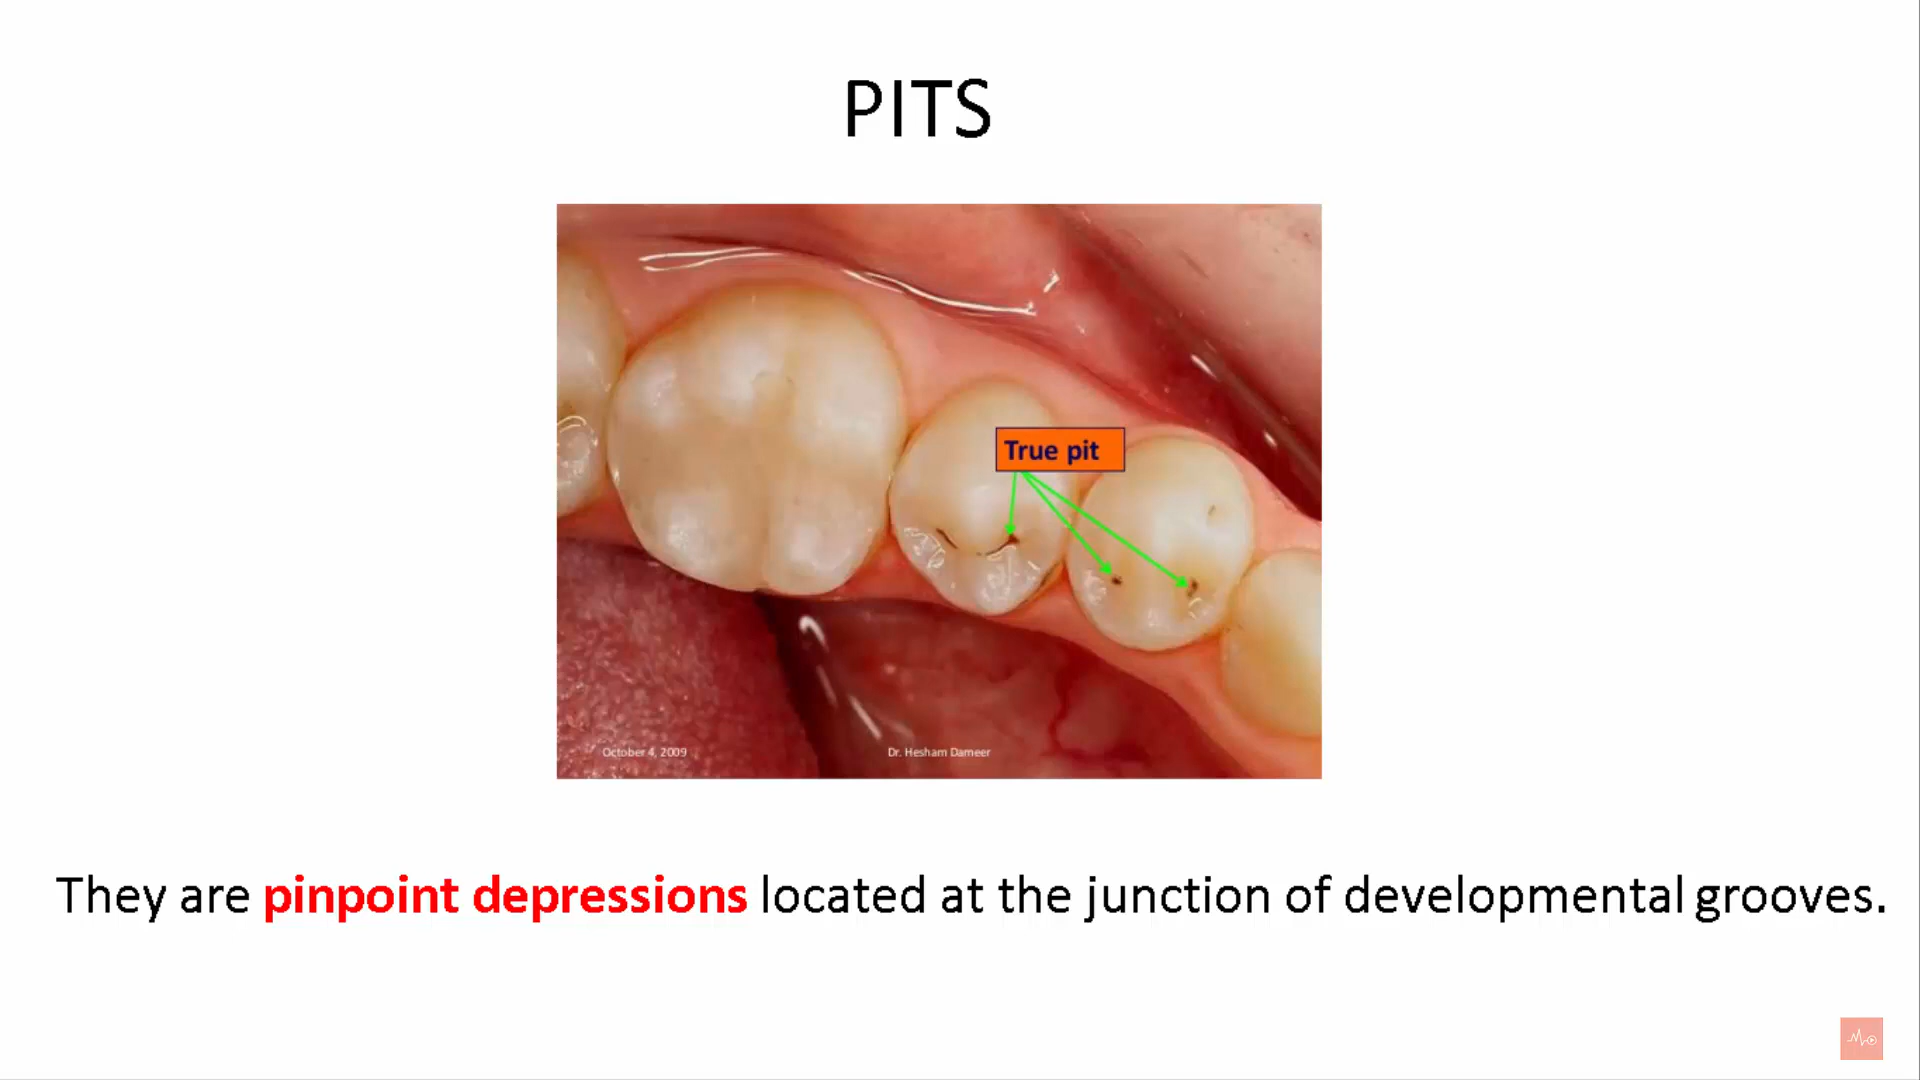 PITS
True pit
October 4, 2009
Dr. Hesham Dameer
They are pinpoint depressions located at the junction of developmental grooves.